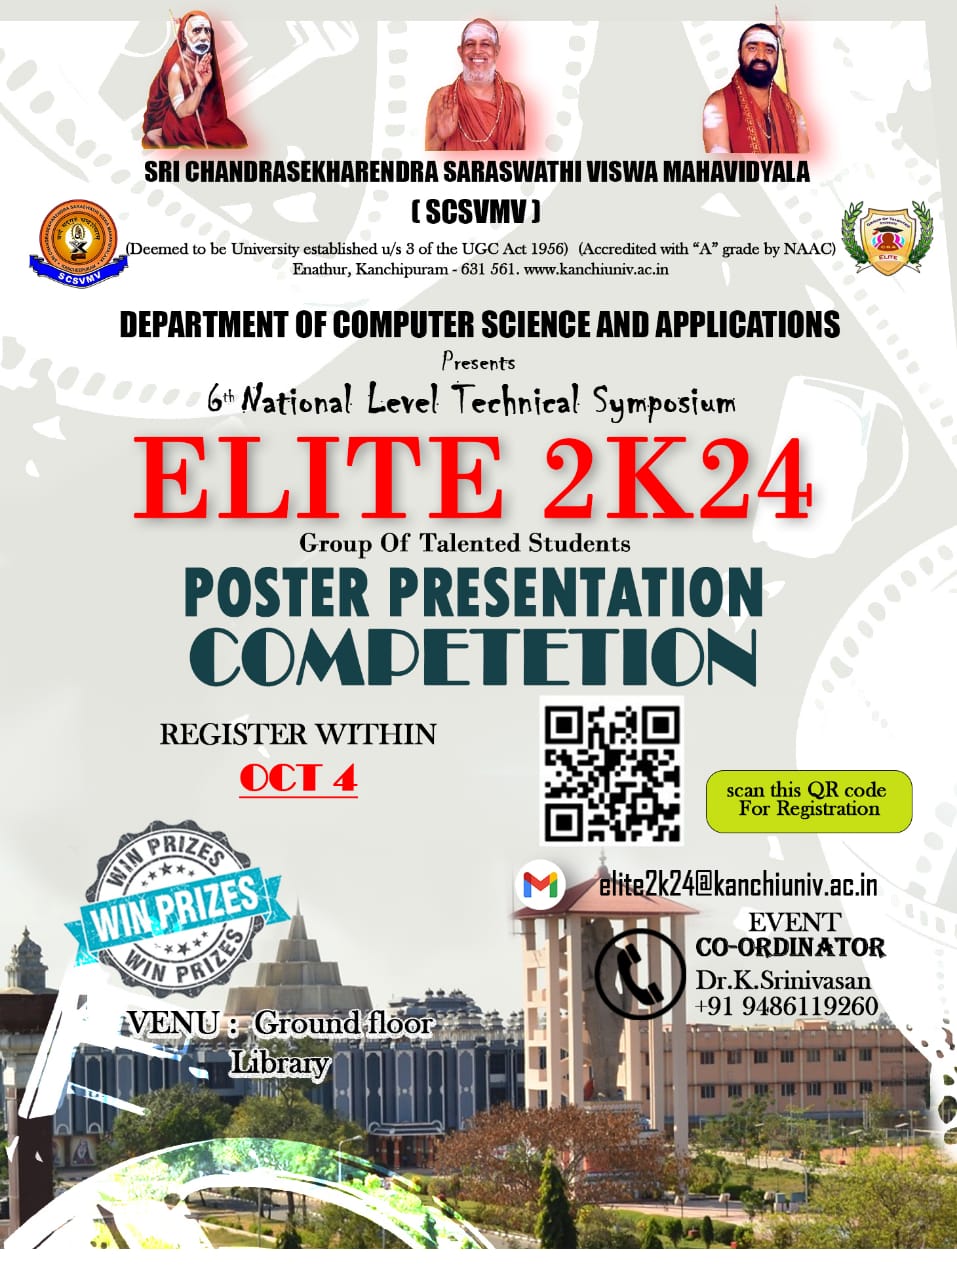 SRI CHANDRASEKHARENDRA SARASWATHI VISWA MAHAVIDYALA
( SCSVMV )
(Deemed to be University established u/s 3 of the UGC Act 1956) (Accredited with “A” grade by NAAC)
Enathur, Kanchipuram - 631 561. www.kanchiuniv.ac.in
SCSVMV
ELITE
DEPARTMENT OF COMPUTER SCIENCE AND APPLICATIONS
Presents
6th National Level Technical Symposium
ELITE 2K24
Group Of Talented Students
POSTER PRESENTATION
COMPETETION
REGISTER WITHIN
OCT 4
scan this QR code
For Registration
WIN PRIZES
WIN PRIZES
WIN PRIZES
elite2k24@kanchiuniv.ac.in
EVENT
CO-ORDINATOR
Dr.K.Srinivasan
+91 9486119260
VENU : Ground floor
Library